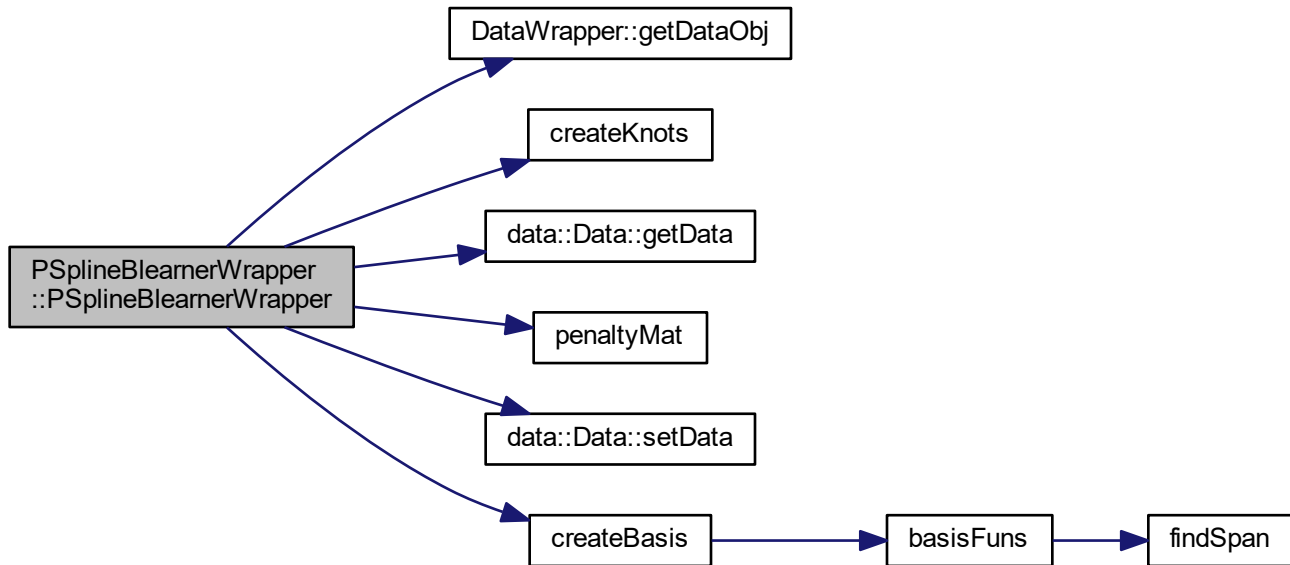 DataWrapper::getDataObj
createKnots
data::Data::getData
PSplineBlearnerWrapper
::PSplineBlearnerWrapper
penaltyMat
data::Data::setData
createBasis
basisFuns
findSpan